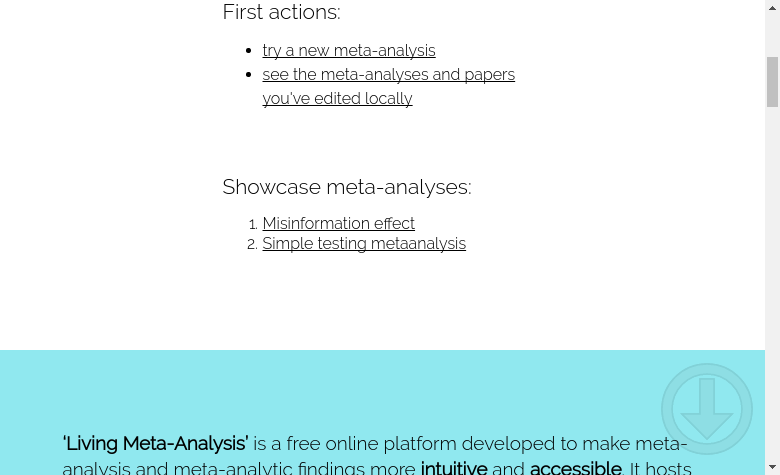 First actions:
• try a new meta-analysis
• see the meta-analyses and papers
you've edited locally
Showcase meta-analyses:
1. Misinformation effect
2. Simple testing metaanalysis
‘Living Meta-Analysis’ is a free online platform developed to make meta-
analysis and meta-analytic findings more intuitive and accessible. It hosts